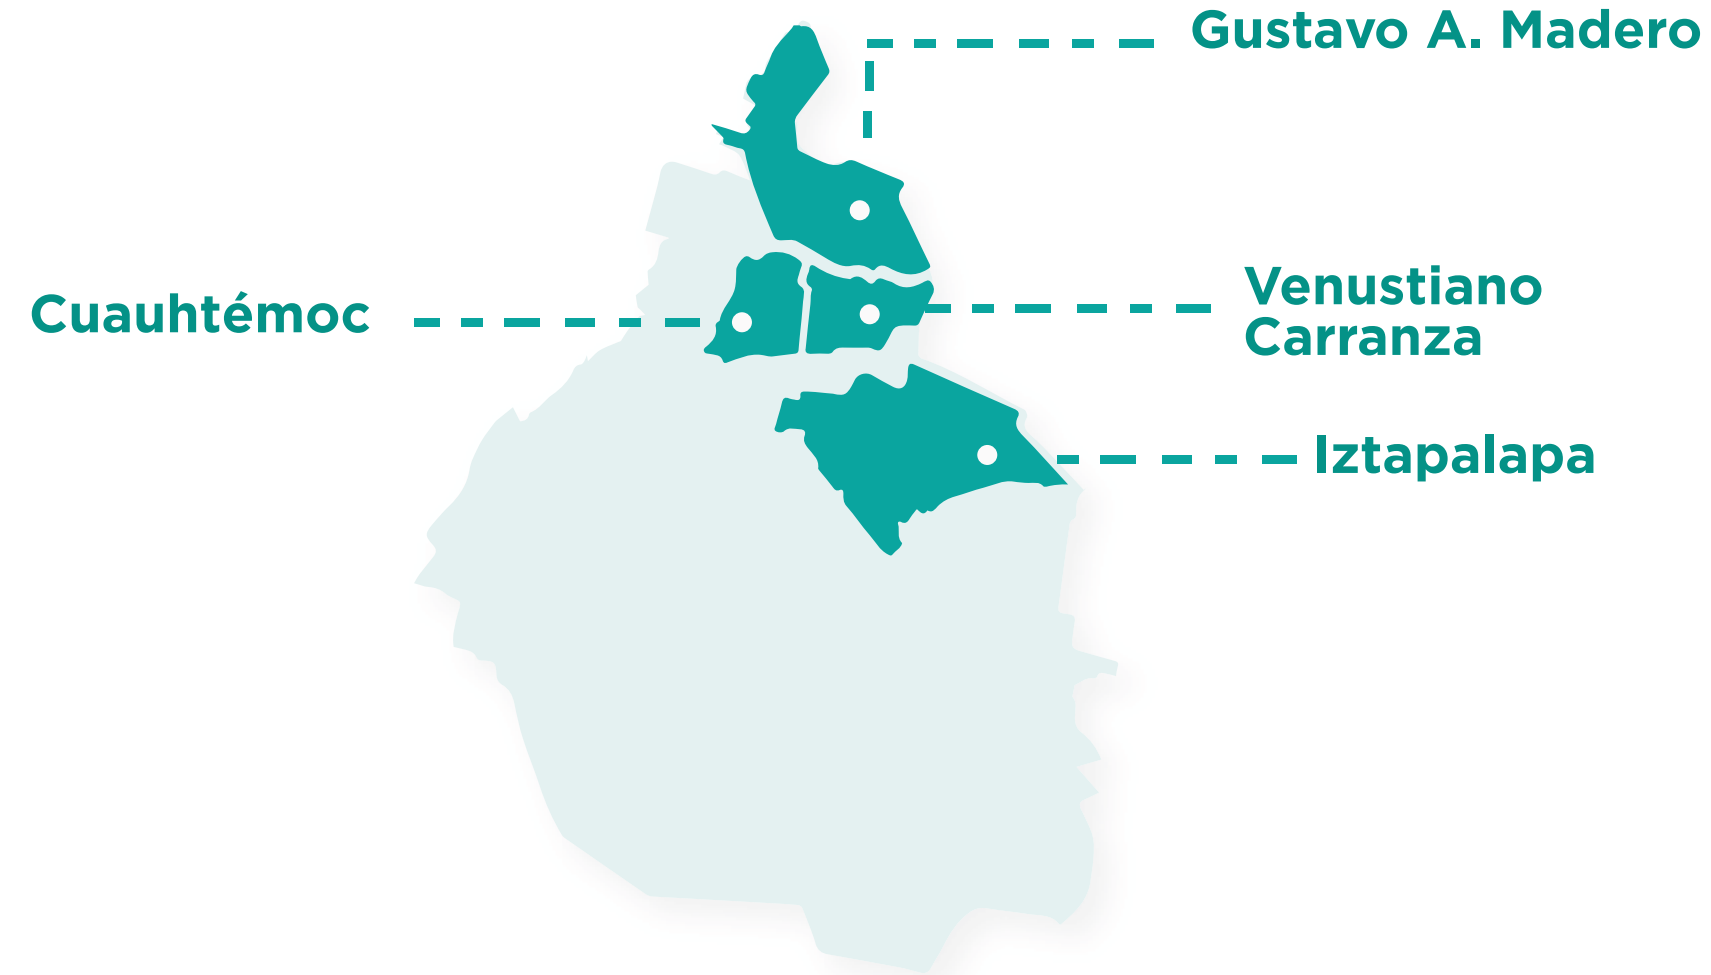 Gustavo A. Madero
Cuauhtémoc
Venustiano
Carranza
Iztapalapa